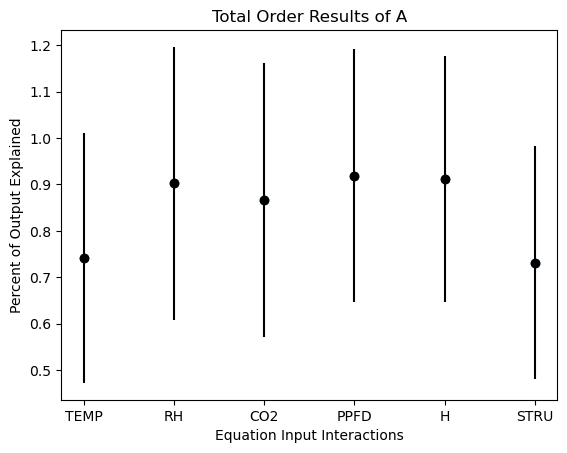 Total Order Results of A
Percent of Output Explained
1.2
1.1
1.0
0.9
0.8
0.7
0.6
0.5
TEMP RH CO2 PPFD H STRU
Equation Input Interactions